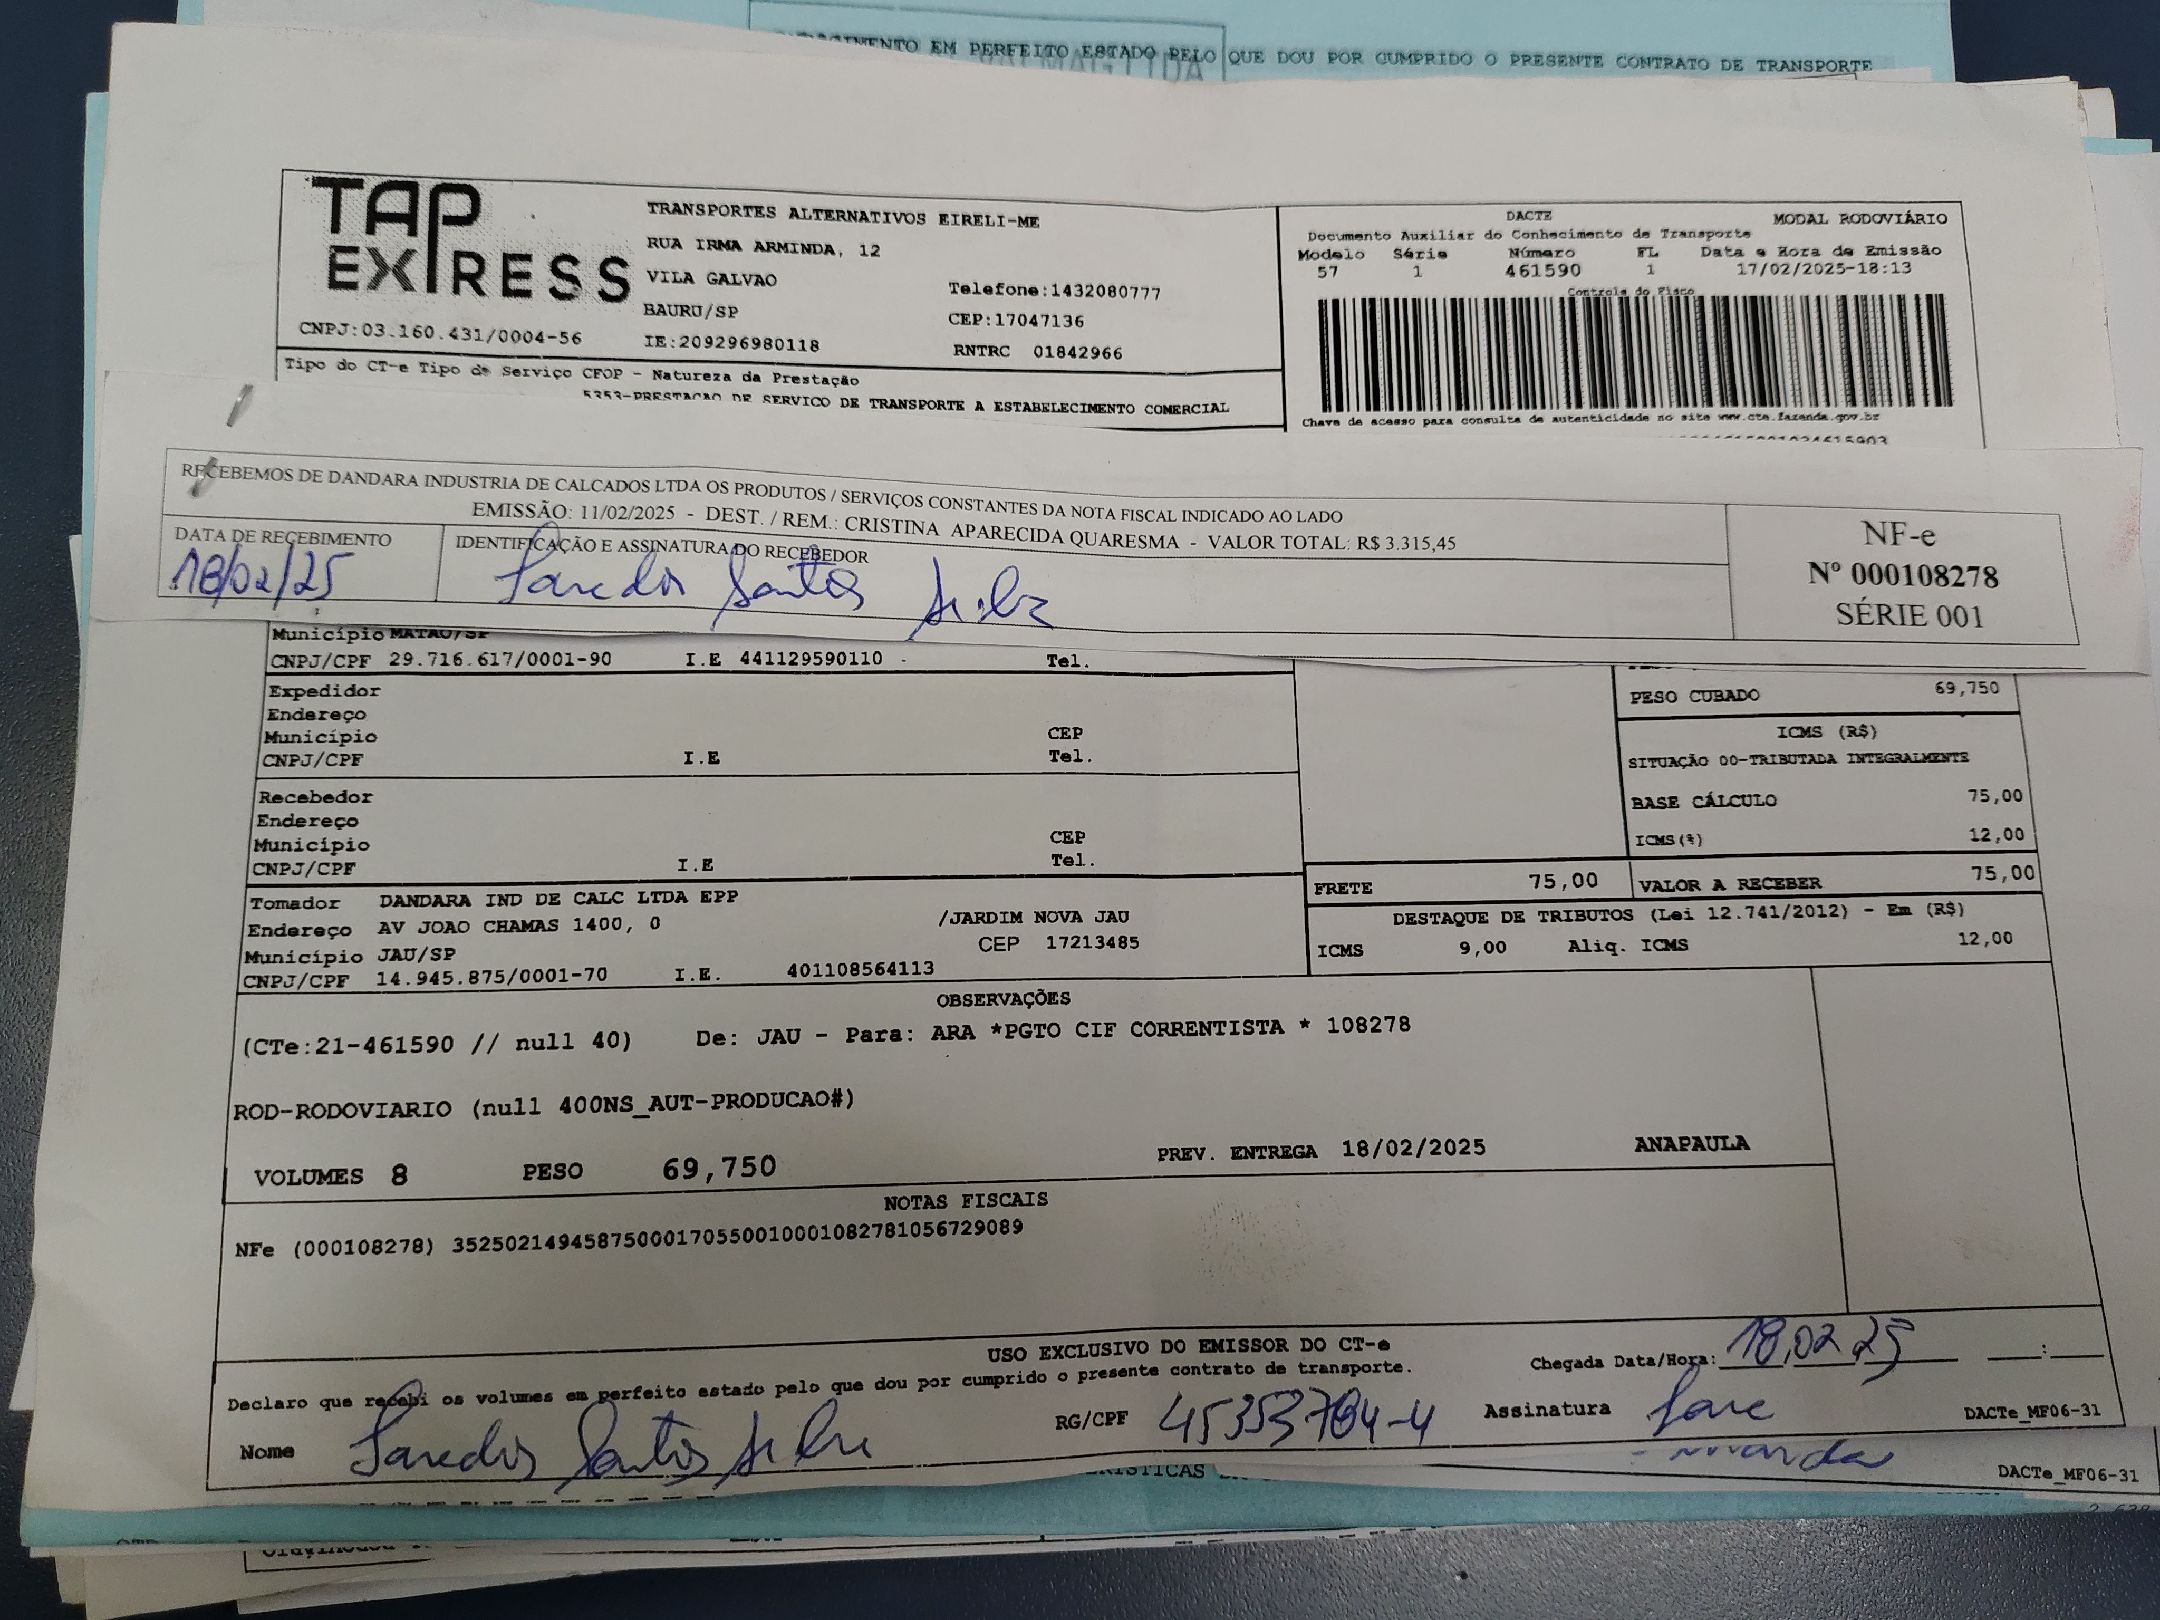 RECEBIMENTO EM PERFEITO ESTADO PELO QUE DOU POR CUMPRIDO O PRESENTE CONTRATO DE TRANSPORTE
TAP EXPRESS
CNPJ:03.160.431/0004-56
TRANSPORTES ALTERNATIVOS EIRELI-ME
RUA IRMA ARMINDA, 12
VILA GALVAO
BAURU/SP
IE:209296980118
Telefone:1432080777
CEP:17047136
RNTRC 01842966
DACTE MODAL RODOVIÁRIO
Documento Auxiliar do Conhecimento de Transporte
Modelo Série Número FL Data e Hora de Emissão
57 1 461590 1 17/02/2025-18:13
Controle do Fisco
Chave de acesso para consulta de autenticidade no site www.cte.fazenda.gov.br
Tipo do CT-e Tipo de Serviço CFOP - Natureza da Prestação
5353-PRESTACAO DE SERVICO DE TRANSPORTE A ESTABELECIMENTO COMERCIAL
RECEBEMOS DE DANDARA INDUSTRIA DE CALCADOS LTDA OS PRODUTOS / SERVIÇOS CONSTANTES DA NOTA FISCAL INDICADO AO LADO
EMISSÃO: 11/02/2025 - DEST. / REM.: CRISTINA APARECIDA QUARESMA - VALOR TOTAL: R$ 3.315,45
DATA DE RECEBIMENTO
18/02/25
IDENTIFICAÇÃO E ASSINATURA DO RECEBEDOR
Santos
NF-e
Nº 000108278
SÉRIE 001
Município MATAO/SP
CNPJ/CPF 29.716.617/0001-90 I.E 441129590110 Tel.
Expedidor
Endereço
Município CEP
CNPJ/CPF I.E Tel.
Recebedor
Endereço
Município CEP
CNPJ/CPF I.E Tel.
PESO CUBADO 69,750
ICMS (R$)
SITUAÇÃO 00-TRIBUTADA INTEGRALMENTE
BASE CÁLCULO 75,00
ICMS(%) 12,00
FRETE 75,00 VALOR A RECEBER 75,00
DESTAQUE DE TRIBUTOS (Lei 12.741/2012) - Em (R$)
ICMS 9,00 Aliq. ICMS 12,00
Tomador DANDARA IND DE CALC LTDA EPP
Endereço AV JOAO CHAMAS 1400, 0 /JARDIM NOVA JAU
Município JAU/SP CEP 17213485
CNPJ/CPF 14.945.875/0001-70 I.E. 401108564113
OBSERVAÇÕES
(CTe:21-461590 // null 40) De: JAU - Para: ARA *PGTO CIF CORRENTISTA * 108278
ROD-RODOVIARIO (null 400NS_AUT-PRODUCAO#)
VOLUMES 8 PESO 69,750 PREV. ENTREGA 18/02/2025 ANAPAULA
NOTAS FISCAIS
NFe (000108278) 35250214945875000170550010001082781056729089
USO EXCLUSIVO DO EMISSOR DO CT-e
Declaro que recebi os volumes em perfeito estado pelo que dou por cumprido o presente contrato de transporte.
Chegada Data/Hora: 18,02 25 :
Nome Santos
RG/CPF
Assinatura
DACTe_MF06-31
DACTe_MF06-31